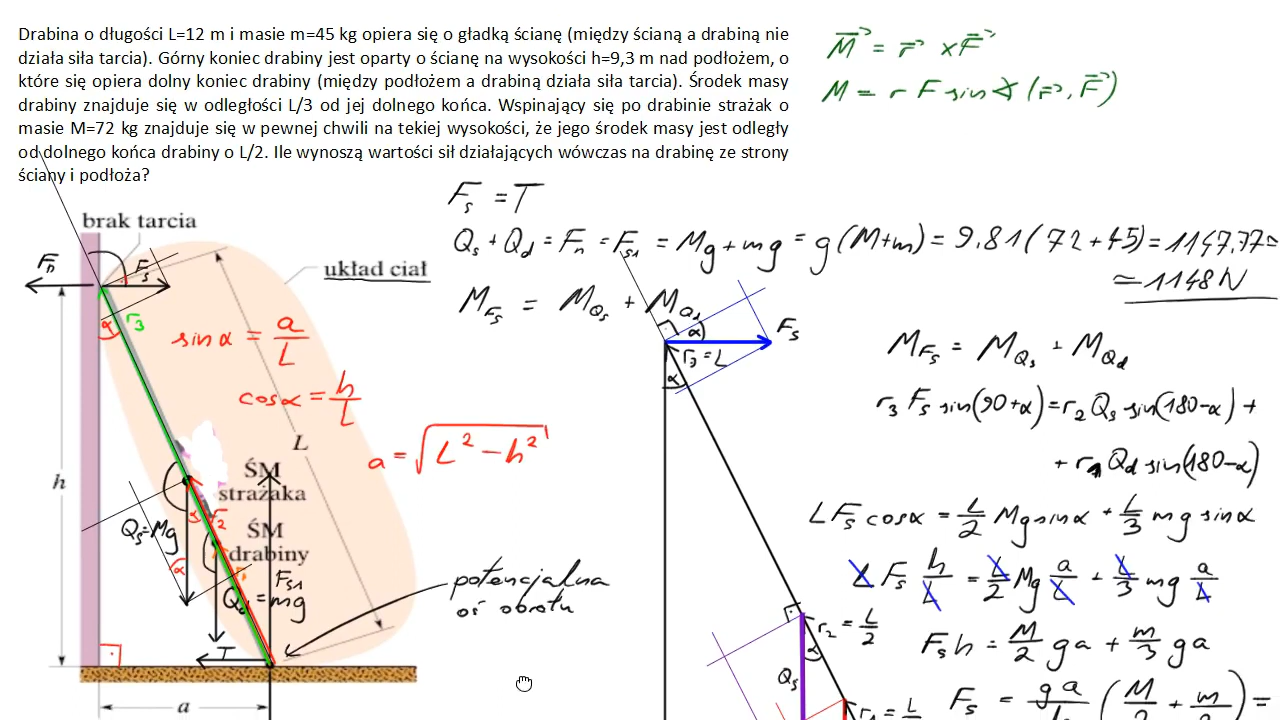 Drabina o długości L=12 m i masie m=45 kg opiera się o gładką ścianę (między ścianą a drabiną nie
działa siła tarcia). Górny koniec drabiny jest oparty o ścianę na wysokości h=9,3 m nad podłożem, o
które się opiera dolny koniec drabiny (między podłożem a drabiną działa siła tarcia). Środek masy
drabiny znajduje się w odległości L/3 od jej dolnego końca. Wspinający się po drabinie strażak o
masie M=72 kg znajduje się w pewnej chwili na tekiej wysokości, że jego środek masy jest odległy
od dolnego końca drabiny o L/2. Ile wynoszą wartości sił działających wówczas na drabinę ze strony
ściany i podłoża?
M = r × F
M = r F sin ∢ (r, F)
Fs = T
Qs + Qd = Fn = Fs1 = Mg + mg = g (M+m) = 9.81 (72+45) = 1147.77 =
= 1148 N
MFs = MQs + MQd
brak tarcia
układ ciał
Fn
Fs
α
r3
sin α = a/L
cos α = h/L
a = √(L² − h²)
L
h
ŚM
strażaka
Qs = Mg
α
r2
α
ŚM
drabiny
Fs1
Qd = mg
T
a
potencjalna
oś obrotu
Fs
α
r3 = L
α
r2 = L/2
α
Qs
MFs = MQs + MQd
r3 Fs sin(90+α) = r2 Qs sin(180−α) +
+ r1 Qd sin(180−α)
L Fs cos α = L/2 Mg sin α + L/3 mg sin α
L Fs h/L = L/2 Mg a/L + L/3 mg a/L
Fs h = M/2 ga + m/3 ga